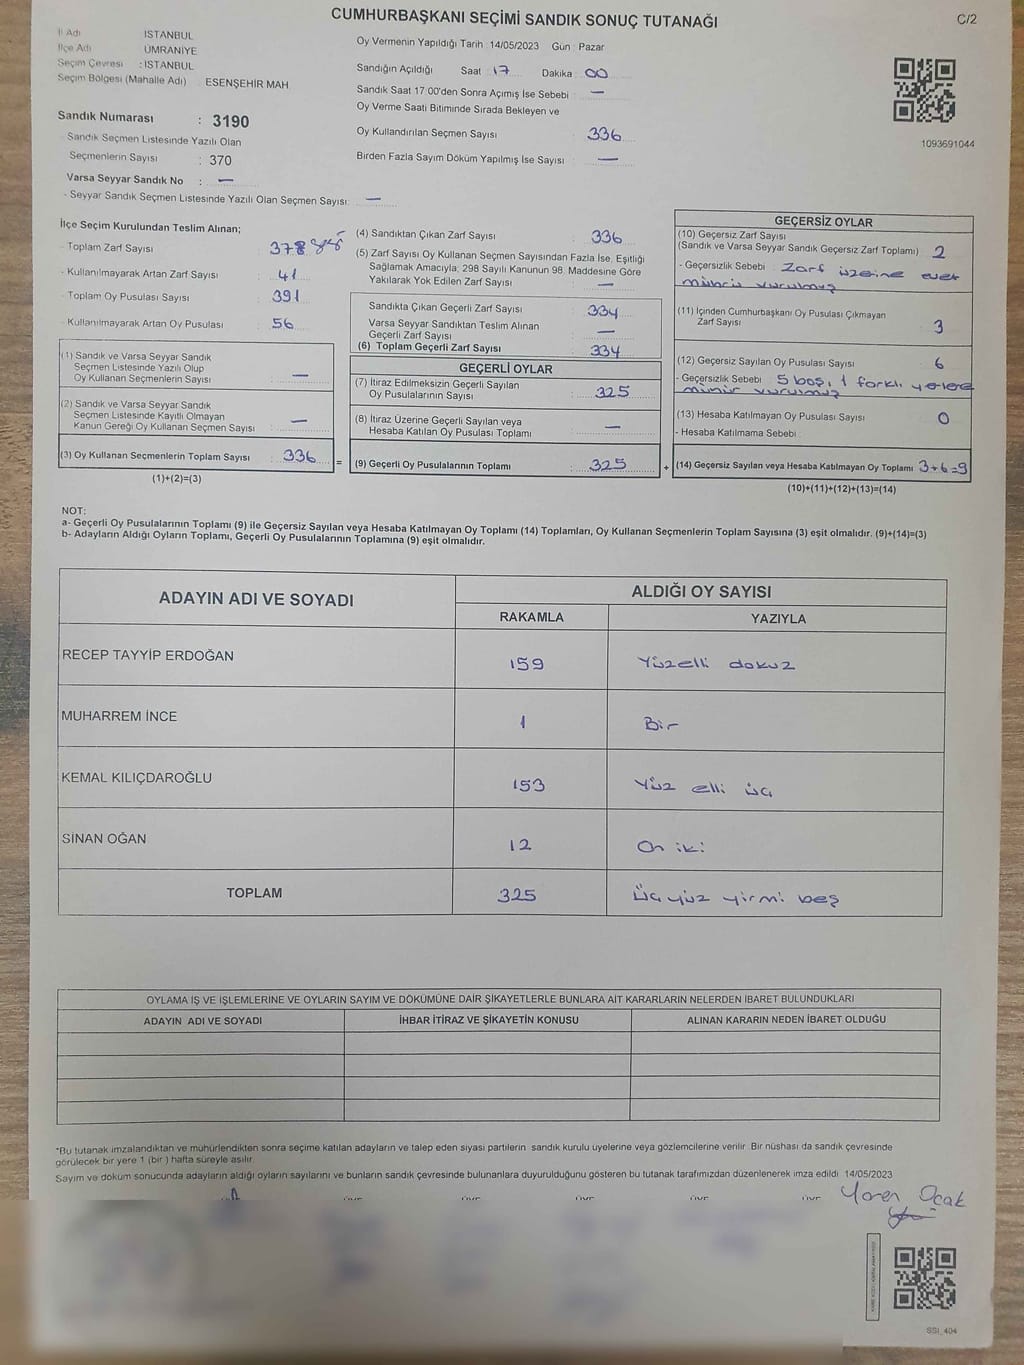 CUMHURBAŞKANI SEÇİMİ SANDIK SONUÇ TUTANAĞI
C/2
İl Adı İSTANBUL
İlçe Adı ÜMRANİYE
Seçim Çevresi : İSTANBUL
Seçim Bölgesi (Mahalle Adı) ESENŞEHİR MAH
Sandık Numarası : 3190
- Sandık Seçmen Listesinde Yazılı Olan
Seçmenlerin Sayısı : 370
Varsa Seyyar Sandık No : —
- Seyyar Sandık Seçmen Listesinde Yazılı Olan Seçmen Sayısı: —
Oy Vermenin Yapıldığı Tarih : 14/05/2023 Gün : Pazar
Sandığın Açıldığı Saat : 17 Dakika : 00
Sandık Saat 17:00'den Sonra Açımış İse Sebebi : —
Oy Verme Saati Bitiminde Sırada Bekleyen ve
Oy Kullandırılan Seçmen Sayısı : 336
Birden Fazla Sayım Döküm Yapılmış İse Sayısı : —
1093691044
İlçe Seçim Kurulundan Teslim Alınan;
- Toplam Zarf Sayısı : 378
- Kullanılmayarak Artan Zarf Sayısı : 41
- Toplam Oy Pusulası Sayısı : 391
- Kullanılmayarak Artan Oy Pusulası : 56
(1) Sandık ve Varsa Seyyar Sandık
Seçmen Listesinde Yazılı Olup
Oy Kullanan Seçmenlerin Sayısı : —
(2) Sandık ve Varsa Seyyar Sandık
Seçmen Listesinde Kayıtlı Olmayan
Kanun Gereği Oy Kullanan Seçmen Sayısı : —
(3) Oy Kullanan Seçmenlerin Toplam Sayısı : 336
(1)+(2)=(3)
(4) Sandıktan Çıkan Zarf Sayısı : 336
(5) Zarf Sayısı Oy Kullanan Seçmen Sayısından Fazla İse, Eşitliği
Sağlamak Amacıyla; 298 Sayılı Kanunun 98. Maddesine Göre
Yakılarak Yok Edilen Zarf Sayısı : —
Sandıkta Çıkan Geçerli Zarf Sayısı : 334
Varsa Seyyar Sandıktan Teslim Alınan
Geçerli Zarf Sayısı : —
(6) Toplam Geçerli Zarf Sayısı : 334
GEÇERLİ OYLAR
(7) İtiraz Edilmeksizin Geçerli Sayılan
Oy Pusulalarının Sayısı : 325
(8) İtiraz Üzerine Geçerli Sayılan veya
Hesaba Katılan Oy Pusulası Toplamı : —
= (9) Geçerli Oy Pusulalarının Toplamı : 325 +
GEÇERSİZ OYLAR
(10) Geçersiz Zarf Sayısı
(Sandık ve Varsa Seyyar Sandık Geçersiz Zarf Toplamı) : 2
- Geçersizlik Sebebi : Zarf üzeine evet
mührü vurulmuş
(11) İçinden Cumhurbaşkanı Oy Pusulası Çıkmayan
Zarf Sayısı : 3
(12) Geçersiz Sayılan Oy Pusulası Sayısı : 6
- Geçersizlik Sebebi : 5 boş, 1 farklı yerlere
mühür vurulmuş
(13) Hesaba Katılmayan Oy Pusulası Sayısı : 0
- Hesaba Katılmama Sebebi :
(14) Geçersiz Sayılan veya Hesaba Katılmayan Oy Toplamı : 3+6=9
(10)+(11)+(12)+(13)=(14)
NOT:
a- Geçerli Oy Pusulalarının Toplamı (9) ile Geçersiz Sayılan veya Hesaba Katılmayan Oy Toplamı (14) Toplamları, Oy Kullanan Seçmenlerin Toplam Sayısına (3) eşit olmalıdır. (9)+(14)=(3)
b- Adayların Aldığı Oyların Toplamı, Geçerli Oy Pusulalarının Toplamına (9) eşit olmalıdır.
ADAYIN ADI VE SOYADI ALDIĞI OY SAYISI
RAKAMLA YAZIYLA
RECEP TAYYİP ERDOĞAN 159 Yüzelli dokuz
MUHARREM İNCE 1 Bir
KEMAL KILIÇDAROĞLU 153 Yüz elli üç
SİNAN OĞAN 12 On iki
TOPLAM 325 Üçyüz yirmi beş
OYLAMA İŞ VE İŞLEMLERİNE VE OYLARIN SAYIM VE DÖKÜMÜNE DAİR ŞİKAYETLERLE BUNLARA AİT KARARLARIN NELERDEN İBARET BULUNDUKLARI
ADAYIN ADI VE SOYADI İHBAR İTİRAZ VE ŞİKAYETİN KONUSU ALINAN KARARIN NEDEN İBARET OLDUĞU
*Bu tutanak imzalandıktan ve mühürlendikten sonra seçime katılan adayların ve talep eden siyasi partilerin sandık kurulu üyelerine veya gözlemcilerine verilir. Bir nüshası da sandık çevresinde
görülecek bir yere 1 (bir) hafta süreyle asılır.
Sayım ve döküm sonucunda adayların aldığı oyların sayılarını ve bunların sandık çevresinde bulunanlara duyurulduğunu gösteren bu tutanak tarafımızdan düzenlenerek imza edildi. 14/05/2023
Yaren Ocak
SSI_404